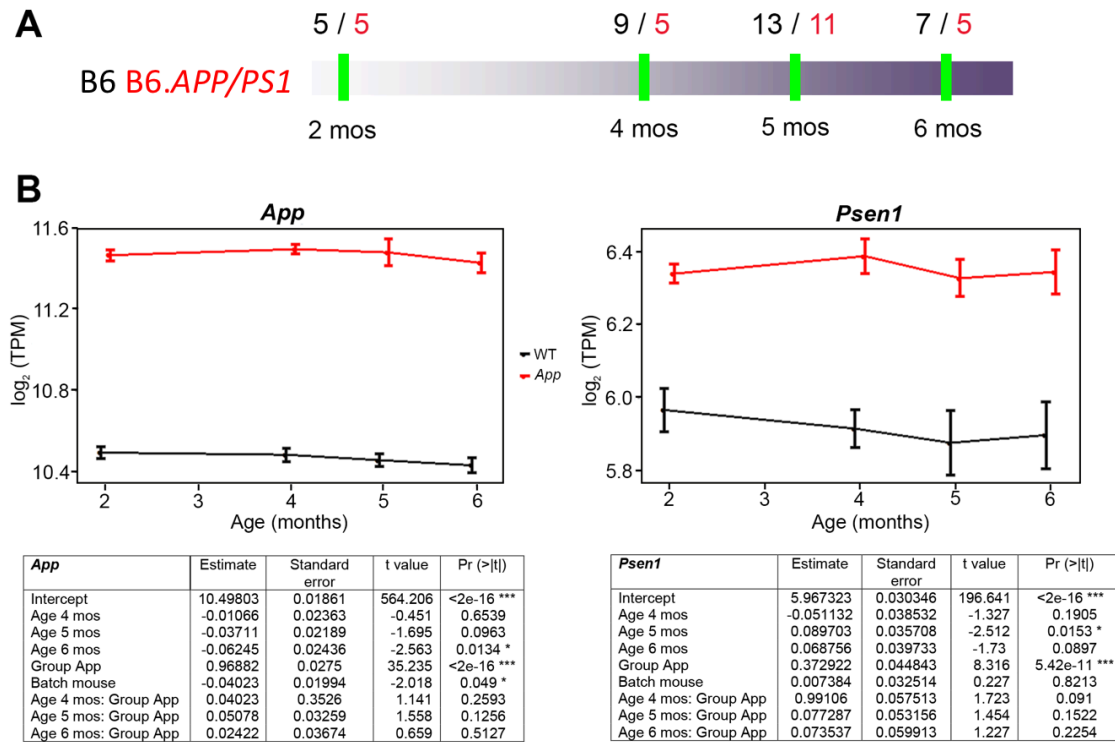 A
5 / 5 9 / 5 13 / 11 7 / 5
B6 B6.APP/PS1
2 mos 4 mos 5 mos 6 mos
B
App
11.6
11.2
10.8
10.4
log2 (TPM)
2 3 4 5 6
Age (months)
WT
App
Psen1
6.4
6.2
6.0
5.8
log2 (TPM)
2 3 4 5 6
Age (months)
App Estimate Standard error t value Pr (>|t|)
Intercept 10.49803 0.01861 564.206 <2e-16 ***
Age 4 mos -0.01066 0.02363 -0.451 0.6539
Age 5 mos -0.03711 0.02189 -1.695 0.0963
Age 6 mos -0.06245 0.02436 -2.563 0.0134 *
Group App 0.96882 0.0275 35.235 <2e-16 ***
Batch mouse -0.04023 0.01994 -2.018 0.049 *
Age 4 mos: Group App 0.04023 0.3526 1.141 0.2593
Age 5 mos: Group App 0.05078 0.03259 1.558 0.1256
Age 6 mos: Group App 0.02422 0.03674 0.659 0.5127
Psen1 Estimate Standard error t value Pr (>|t|)
Intercept 5.967323 0.030346 196.641 <2e-16 ***
Age 4 mos -0.051132 0.038532 -1.327 0.1905
Age 5 mos 0.089703 0.035708 -2.512 0.0153 *
Age 6 mos 0.068756 0.039733 -1.73 0.0897
Group App 0.372922 0.044843 8.316 5.42e-11 ***
Batch mouse 0.007384 0.032514 0.227 0.8213
Age 4 mos: Group App 0.99106 0.057513 1.723 0.091
Age 5 mos: Group App 0.077287 0.053156 1.454 0.1522
Age 6 mos: Group App 0.073537 0.059913 1.227 0.2254